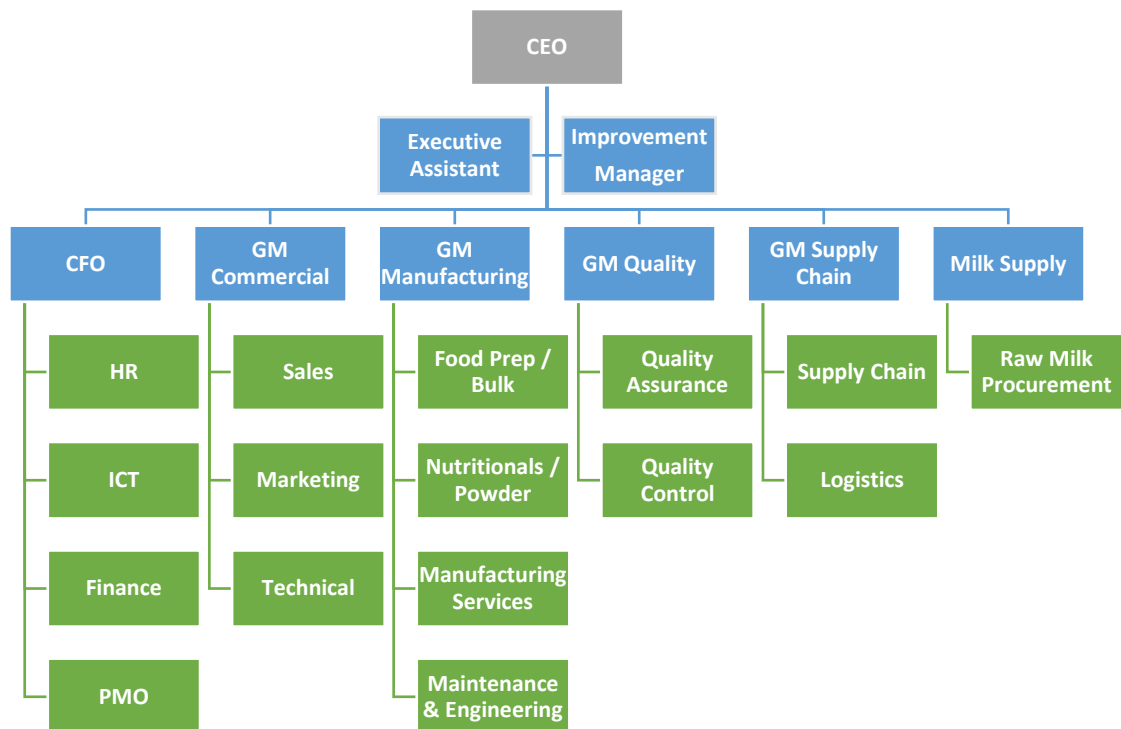 CEO
Executive
Assistant
Improvement
Manager
CFO
GM
Commercial
GM
Manufacturing
GM Quality
GM Supply
Chain
Milk Supply
HR
Sales
Food Prep /
Bulk
Quality
Assurance
Supply Chain
Raw Milk
Procurement
ICT
Marketing
Nutritionals /
Powder
Quality
Control
Logistics
Finance
Technical
Manufacturing
Services
PMO
Maintenance
& Engineering